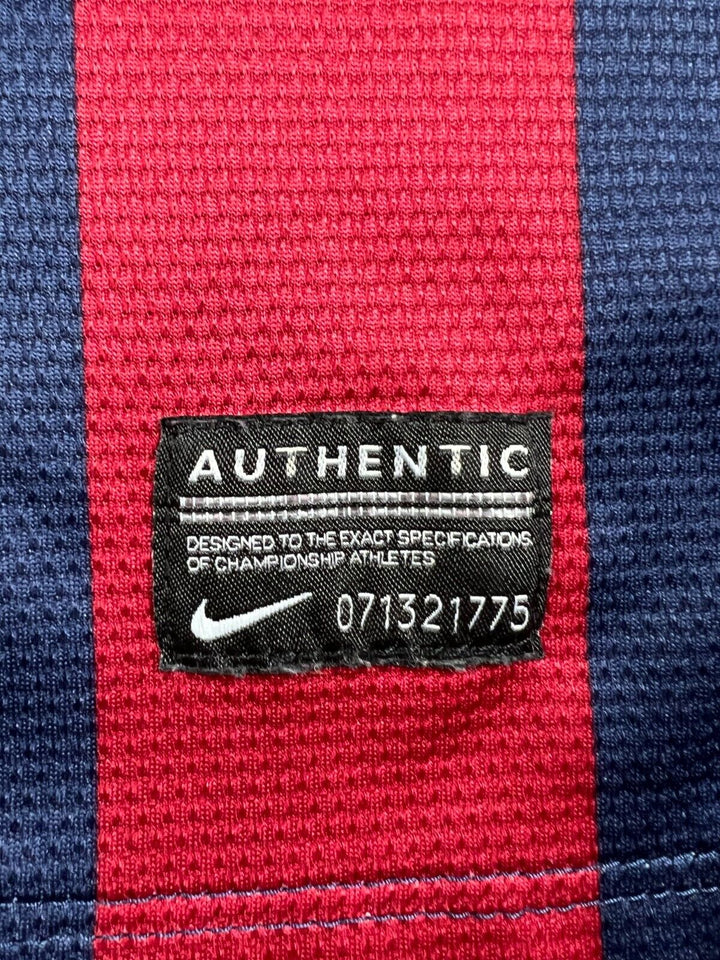 AUTHENTIC
DESIGNED TO THE EXACT SPECIFICATIONS
OF CHAMPIONSHIP ATHLETES
071321775